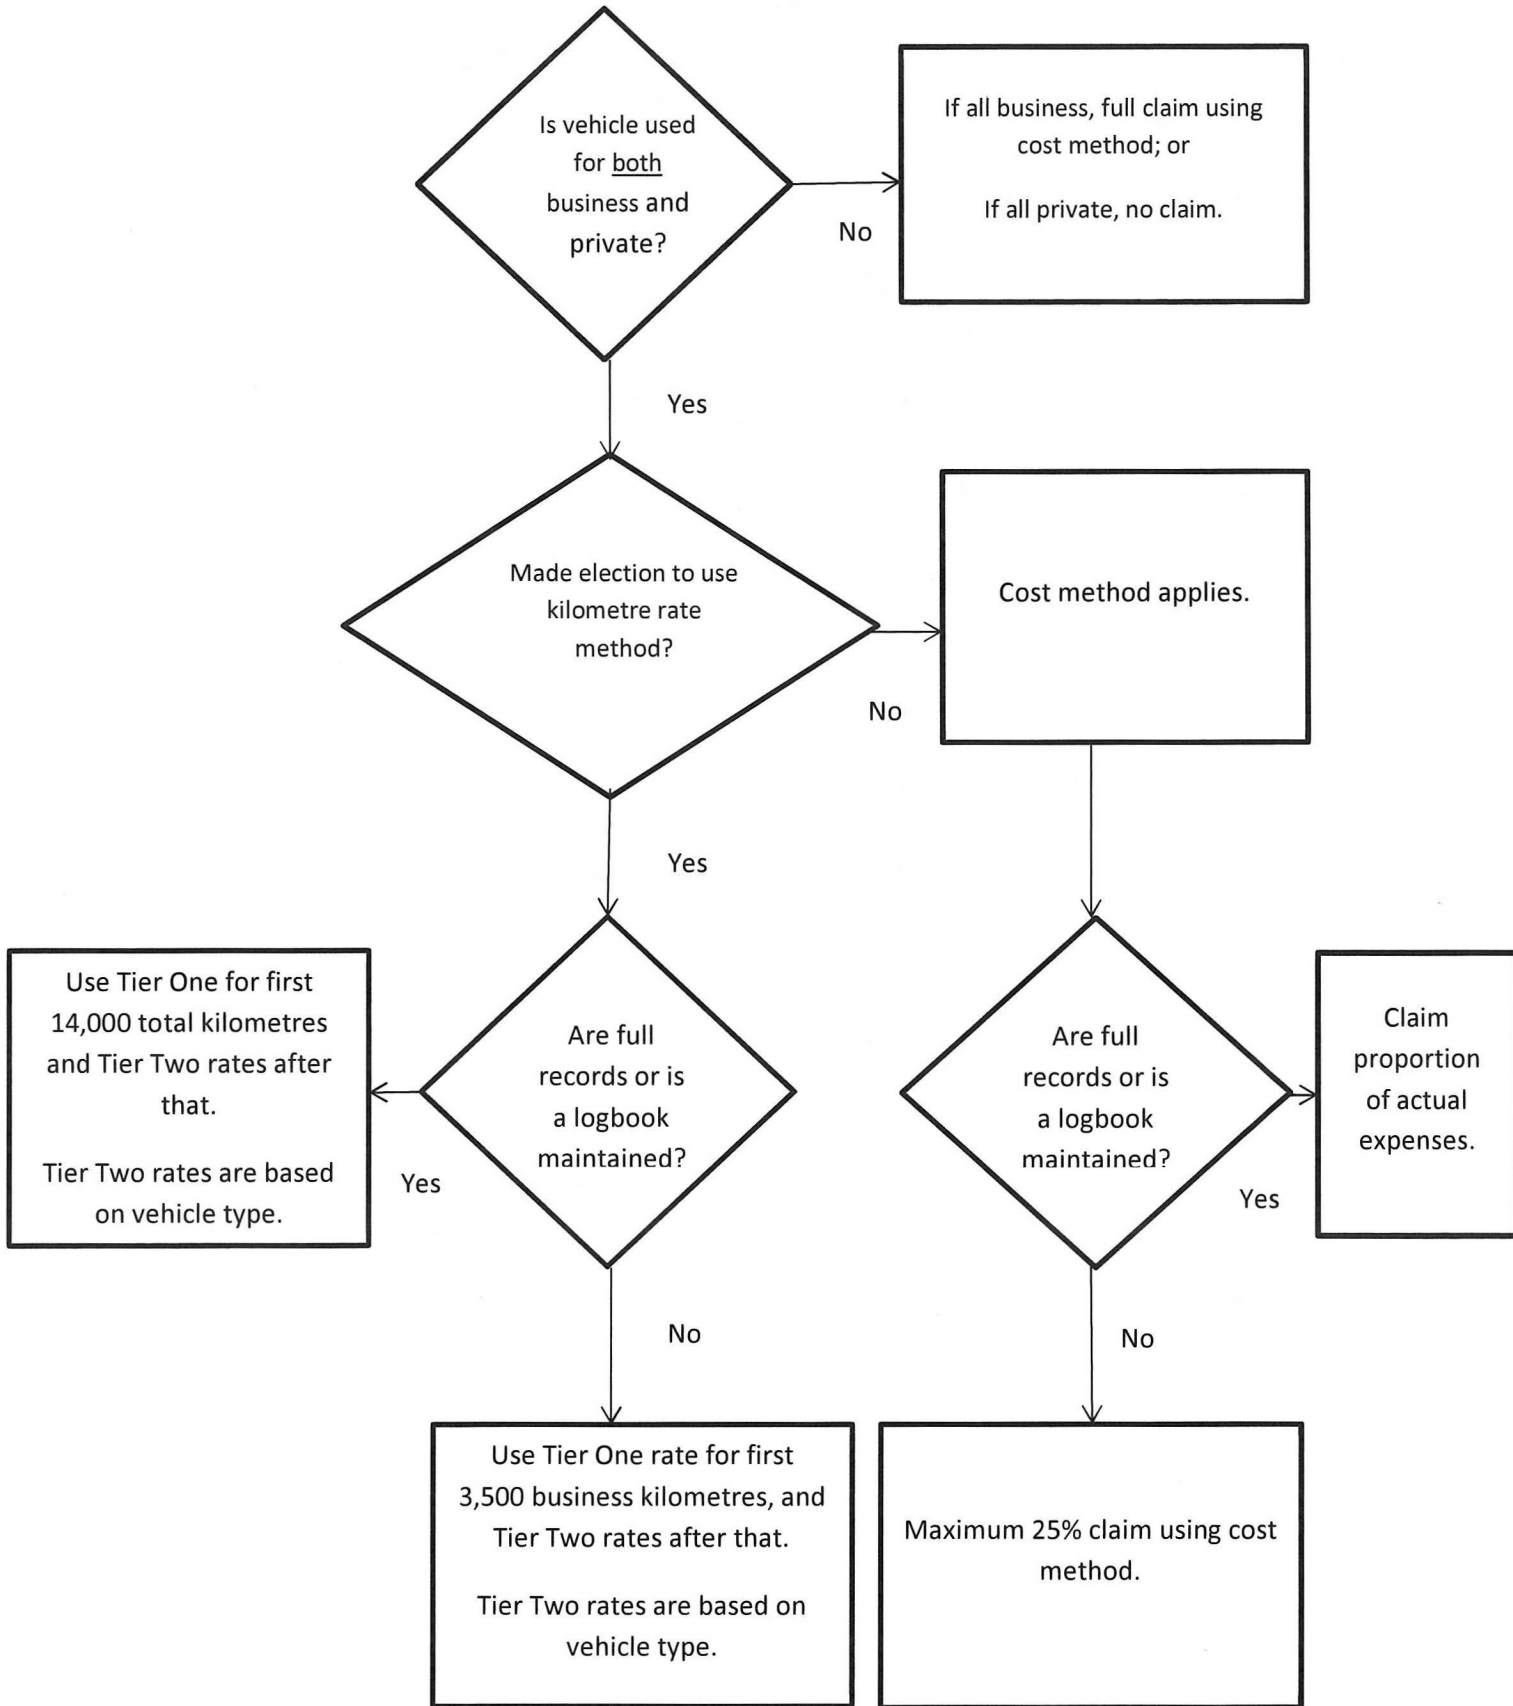 Is vehicle used
for both
business and
private?
No
If all business, full claim using
cost method; or
If all private, no claim.
Yes
Made election to use
kilometre rate
method?
No
Cost method applies.
Yes
Use Tier One for first
14,000 total kilometres
and Tier Two rates after
that.
Tier Two rates are based
on vehicle type.
Yes
Are full
records or is
a logbook
maintained?
Are full
records or is
a logbook
maintained?
Yes
Claim
proportion
of actual
expenses.
No
No
Use Tier One rate for first
3,500 business kilometres, and
Tier Two rates after that.
Tier Two rates are based on
vehicle type.
Maximum 25% claim using cost
method.